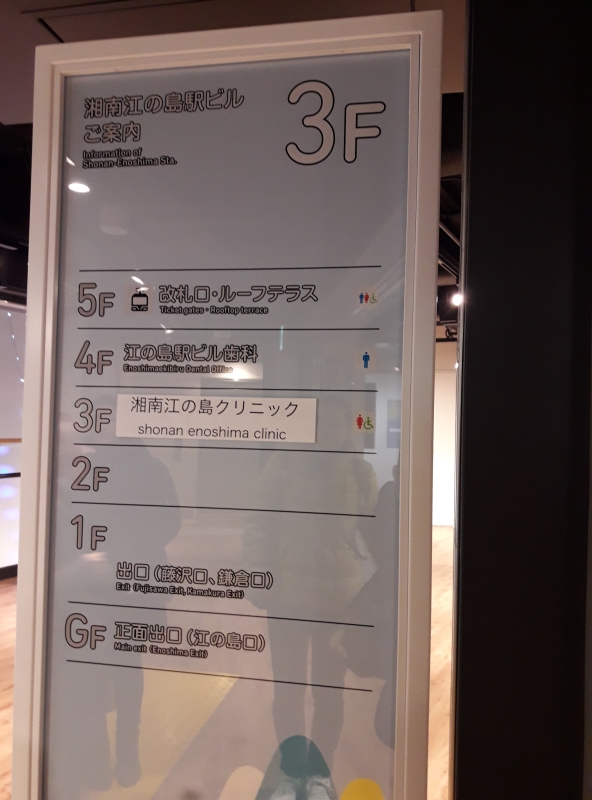 湘南江の島駅ビル
ご案内
Information of
Shonan-Enoshima Sta.
3F
5F 改札口・ルーフテラス
Ticket gates・Rooftop terrace
4F 江の島駅ビル歯科
Enoshimaekibiru Dental Office
3F 湘南江の島クリニック
shonan enoshima clinic
2F
1F
出口（藤沢口、鎌倉口）
Exit (Fujisawa Exit, Kamakura Exit)
GF 正面出口（江の島口）
Main exit (Enoshima Exit)